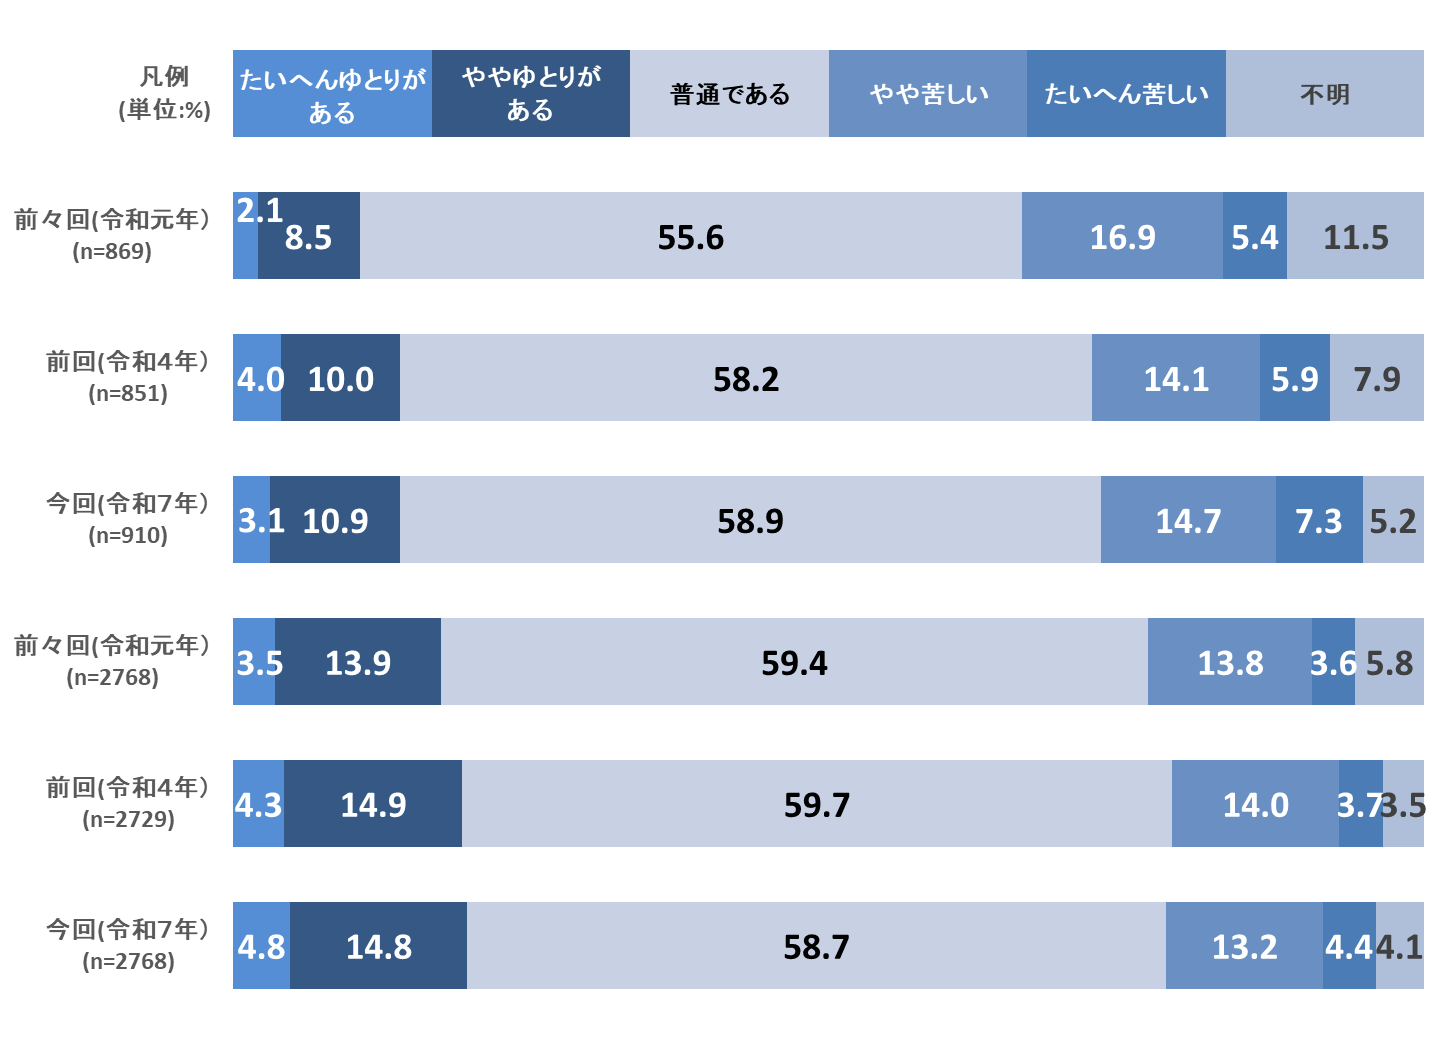 凡例
(単位:%)
たいへんゆとりが
ある
ややゆとりが
ある
普通である
やや苦しい
たいへん苦しい
不明
前々回(令和元年)
(n=869)
2.1 8.5 55.6 16.9 5.4 11.5
前回(令和4年)
(n=851)
4.0 10.0 58.2 14.1 5.9 7.9
今回(令和7年)
(n=910)
3.1 10.9 58.9 14.7 7.3 5.2
前々回(令和元年)
(n=2768)
3.5 13.9 59.4 13.8 3.6 5.8
前回(令和4年)
(n=2729)
4.3 14.9 59.7 14.0 3.7 3.5
今回(令和7年)
(n=2768)
4.8 14.8 58.7 13.2 4.4 4.1